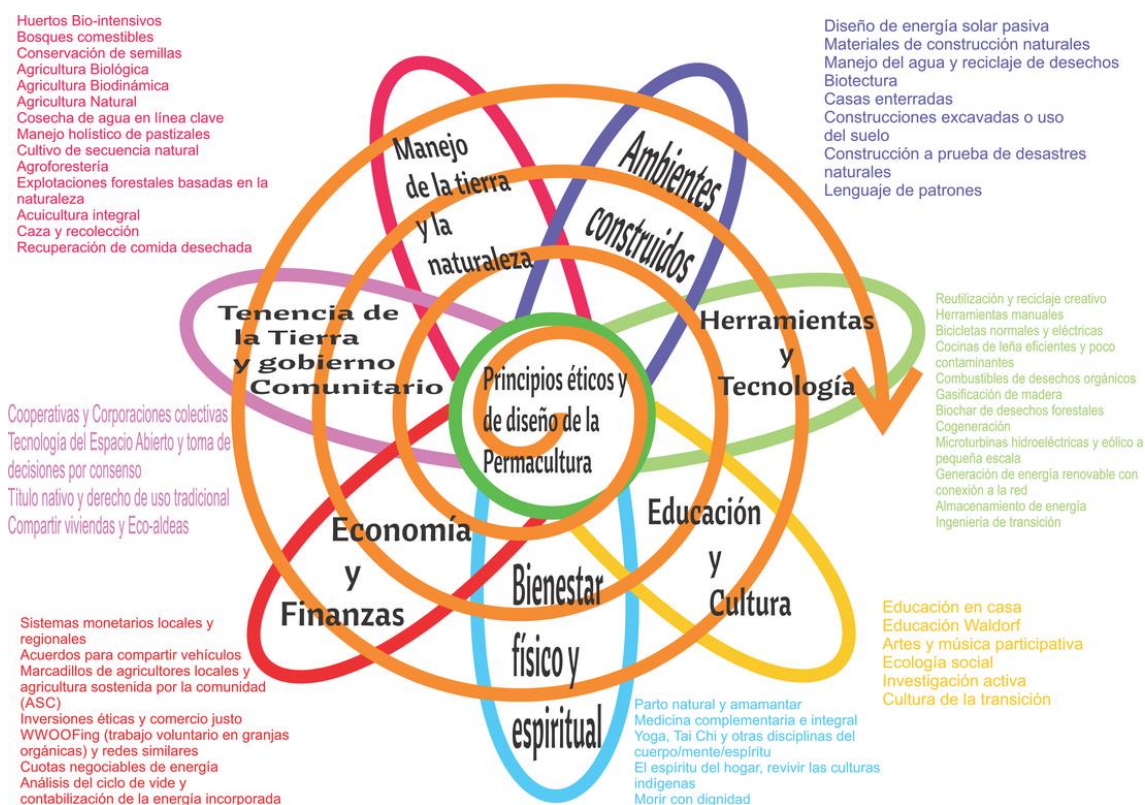 Huertos Bio-intensivos
Bosques comestibles
Conservación de semillas
Agricultura Biológica
Agricultura Biodinámica
Agricultura Natural
Cosecha de agua en línea clave
Manejo holístico de pastizales
Cultivo de secuencia natural
Agroforestería
Explotaciones forestales basadas en la
naturaleza
Acuicultura integral
Caza y recolección
Recuperación de comida desechada
Diseño de energía solar pasiva
Materiales de construcción naturales
Manejo del agua y reciclaje de desechos
Biotectura
Casas enterradas
Construcciones excavadas o uso
del suelo
Construcción a prueba de desastres
naturales
Lenguaje de patrones
Manejo
de la tierra
y la
naturaleza
Ambientes
construidos
Tenencia de
la Tierra
y gobierno
Comunitario
Herramientas
y
Tecnología
Principios éticos y
de diseño de la
Permacultura
Reutilización y reciclaje creativo
Herramientas manuales
Bicicletas normales y eléctricas
Cocinas de leña eficientes y poco
contaminantes
Combustibles de desechos orgánicos
Gasificación de madera
Biochar de desechos forestales
Cogeneración
Microturbinas hidroeléctricas y eólico a
pequeña escala
Generación de energía renovable con
conexión a la red
Almacenamiento de energía
Ingeniería de transición
Cooperativas y Corporaciones colectivas
Tecnología del Espacio Abierto y toma de
decisiones por consenso
Título nativo y derecho de uso tradicional
Compartir viviendas y Eco-aldeas
Economía
y
Finanzas
Bienestar
físico y
espiritual
Educación
y
Cultura
Sistemas monetarios locales y
regionales
Acuerdos para compartir vehículos
Marcadillos de agricultores locales y
agricultura sostenida por la comunidad
(ASC)
Inversiones éticas y comercio justo
WWOOFing (trabajo voluntario en granjas
orgánicas) y redes similares
Cuotas negociables de energía
Análisis del ciclo de vide y
contabilización de la energía incorporada
Parto natural y amamantar
Medicina complementaria e integral
Yoga, Tai Chi y otras disciplinas del
cuerpo/mente/espíritu
El espíritu del hogar, revivir las culturas
indígenas
Morir con dignidad
Educación en casa
Educación Waldorf
Artes y música participativa
Ecología social
Investigación activa
Cultura de la transición